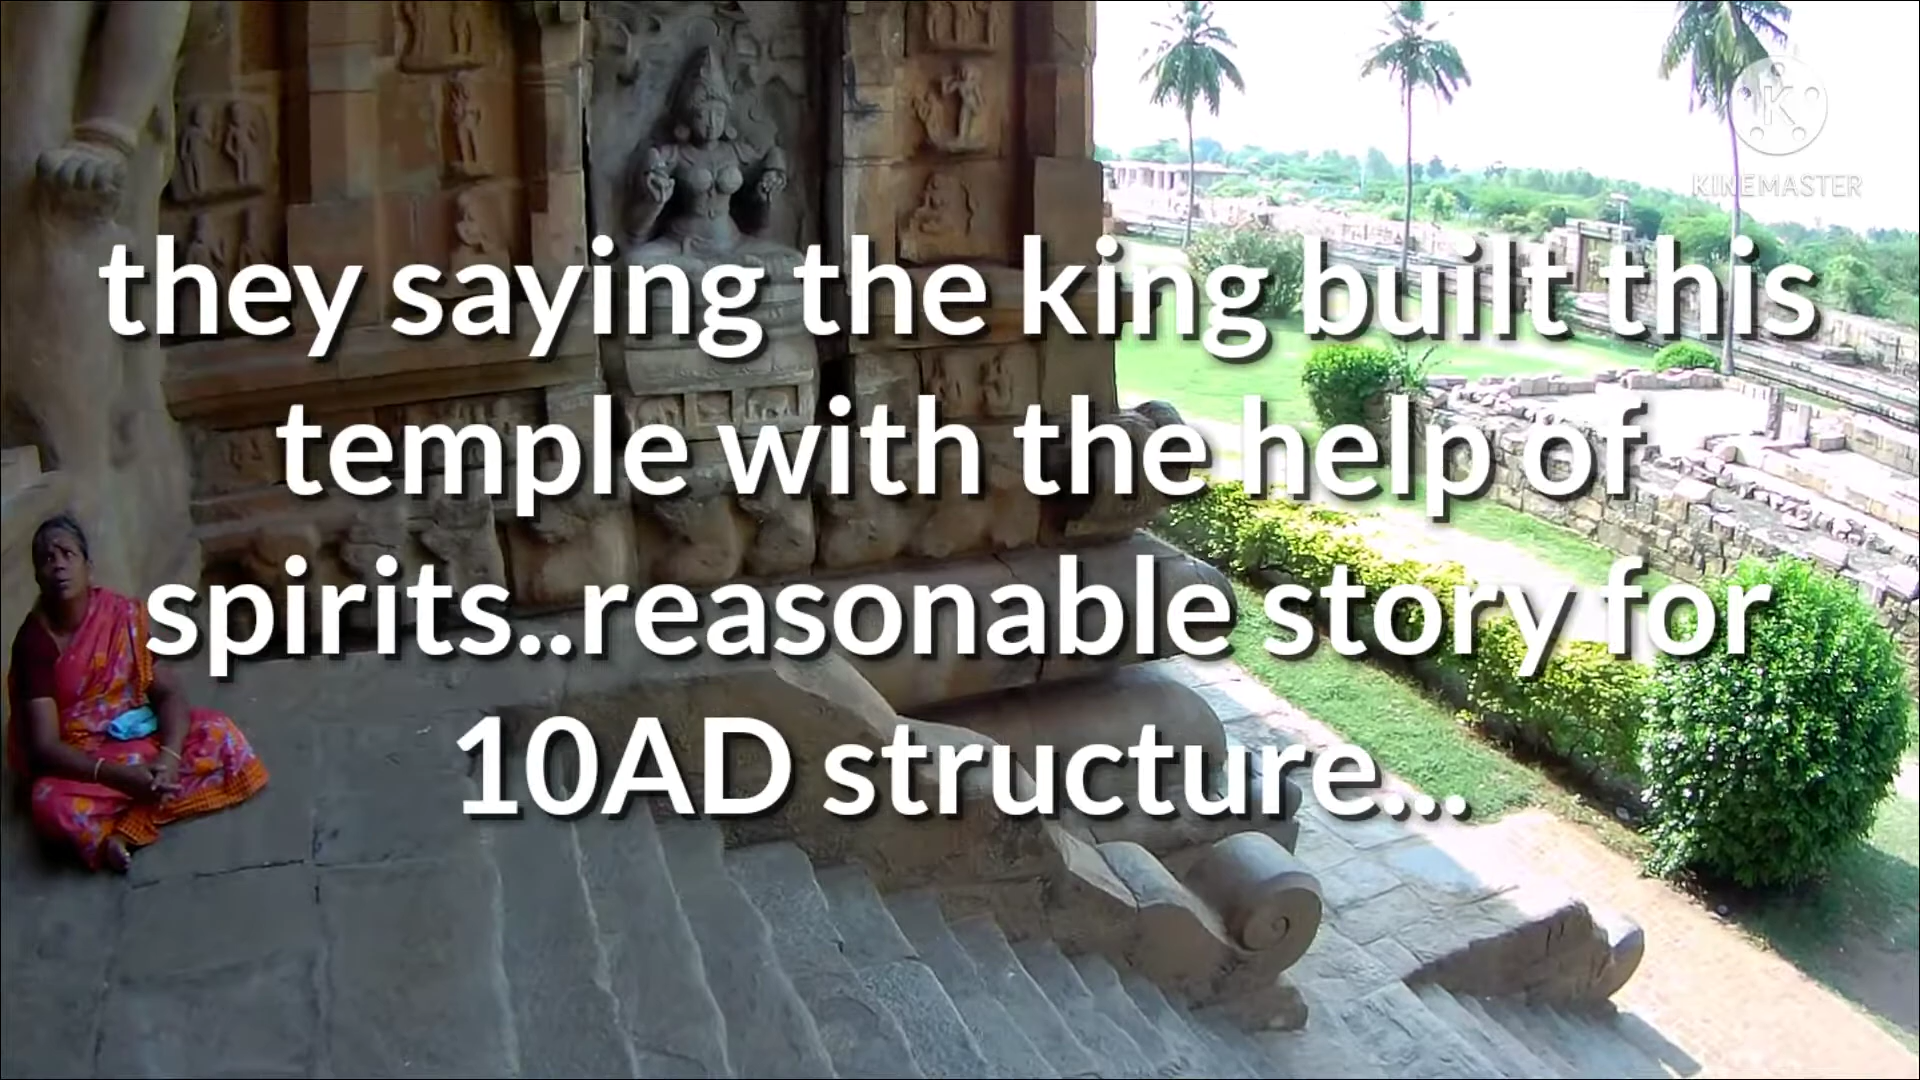 KINEMASTER
they saying the king built this
temple with the help of
spirits..reasonable story for
10AD structure...